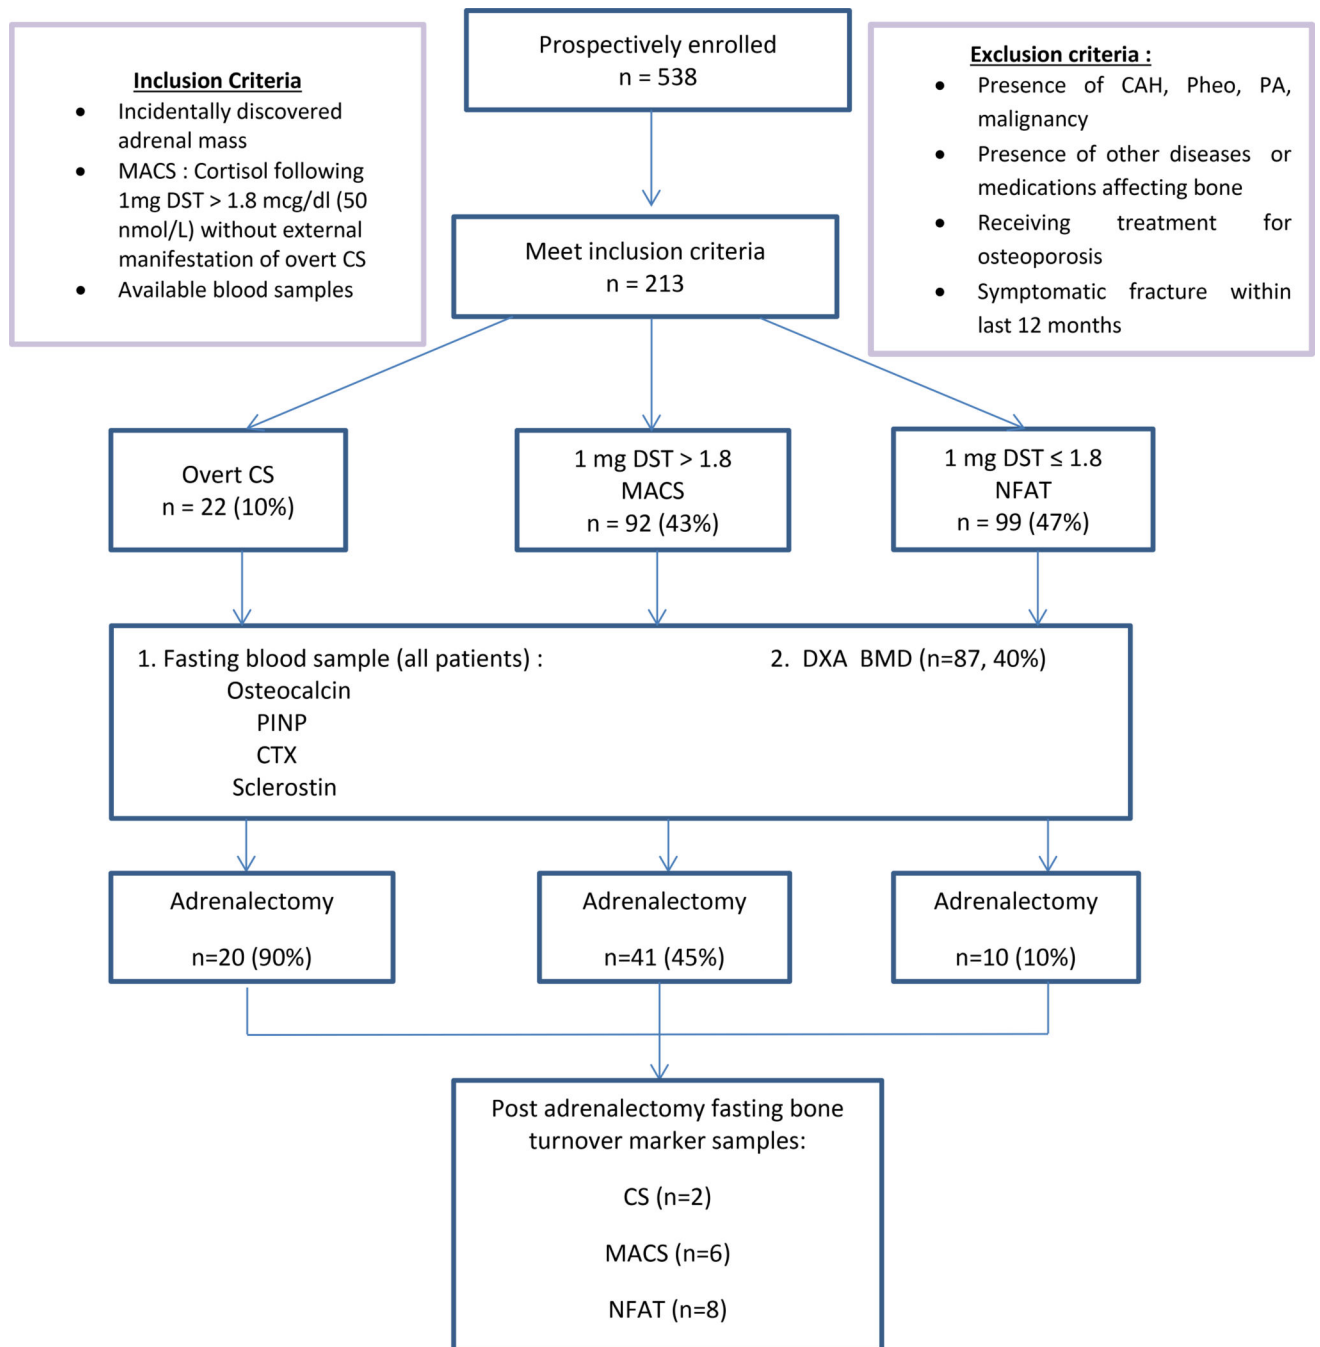 Inclusion Criteria
• Incidentally discovered
adrenal mass
• MACS : Cortisol following
1mg DST > 1.8 mcg/dl (50
nmol/L) without external
manifestation of overt CS
• Available blood samples
Prospectively enrolled
n = 538
Exclusion criteria :
• Presence of CAH, Pheo, PA,
malignancy
• Presence of other diseases or
medications affecting bone
• Receiving treatment for
osteoporosis
• Symptomatic fracture within
last 12 months
Meet inclusion criteria
n = 213
Overt CS
n = 22 (10%)
1 mg DST > 1.8
MACS
n = 92 (43%)
1 mg DST ≤ 1.8
NFAT
n = 99 (47%)
1. Fasting blood sample (all patients) :
Osteocalcin
PINP
CTX
Sclerostin
2. DXA BMD (n=87, 40%)
Adrenalectomy
n=20 (90%)
Adrenalectomy
n=41 (45%)
Adrenalectomy
n=10 (10%)
Post adrenalectomy fasting bone
turnover marker samples:
CS (n=2)
MACS (n=6)
NFAT (n=8)